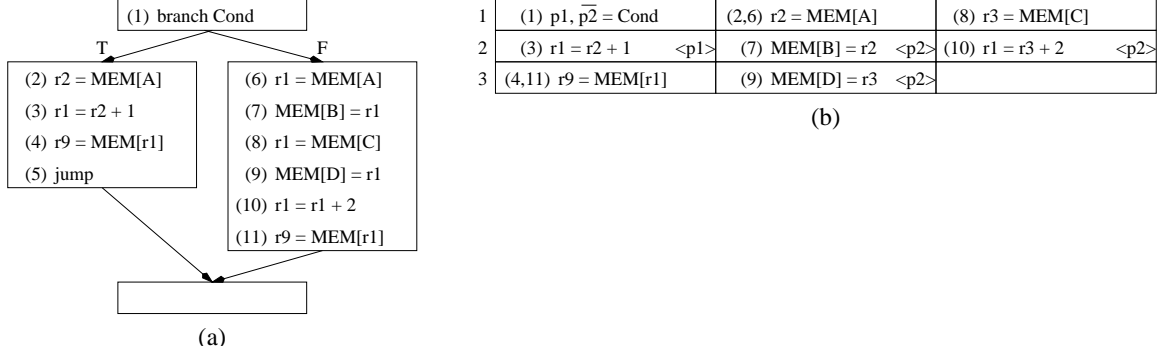 (1) branch Cond
T F
(2) r2 = MEM[A]
(3) r1 = r2 + 1
(4) r9 = MEM[r1]
(5) jump
(6) r1 = MEM[A]
(7) MEM[B] = r1
(8) r1 = MEM[C]
(9) MEM[D] = r1
(10) r1 = r1 + 2
(11) r9 = MEM[r1]
(a)
1 (1) p1, p̅2̅ = Cond (2,6) r2 = MEM[A] (8) r3 = MEM[C]
2 (3) r1 = r2 + 1 <p1> (7) MEM[B] = r2 <p2> (10) r1 = r3 + 2 <p2>
3 (4,11) r9 = MEM[r1] (9) MEM[D] = r3 <p2>
(b)